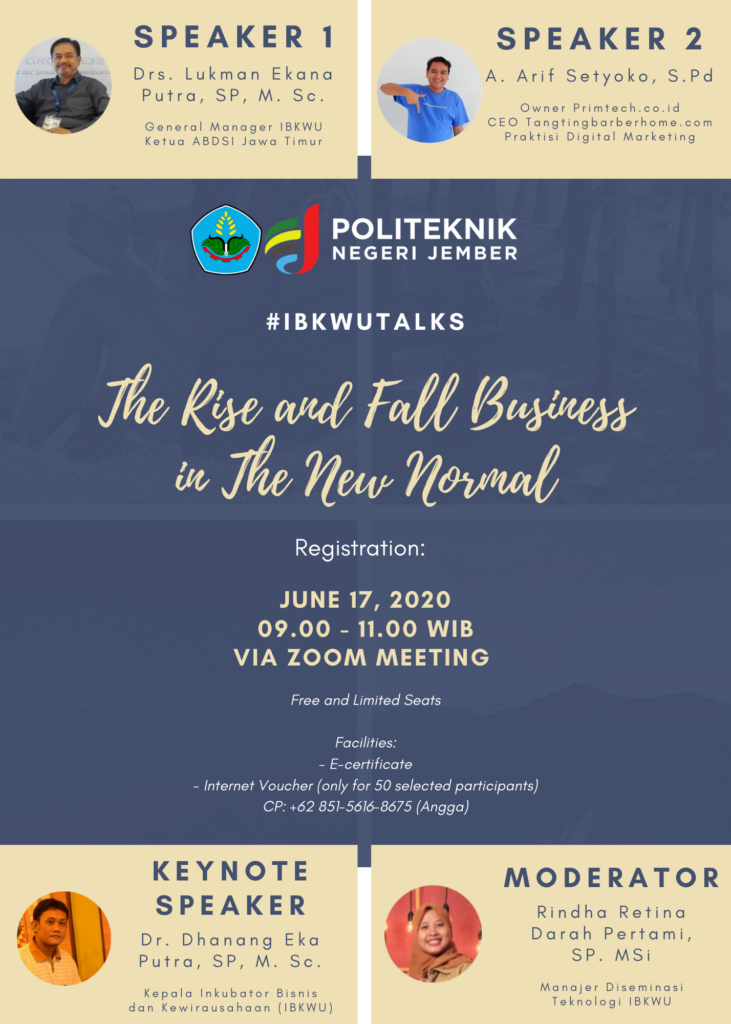 SPEAKER 1
Drs. Lukman Ekana
Putra, SP, M. Sc.
General Manager IBKWU
Ketua ABDSI Jawa Timur
SPEAKER 2
A. Arif Setyoko, S.Pd
Owner Primtech.co.id
CEO Tangtingbarberhome.com
Praktisi Digital Marketing
POLITEKNIK
NEGERI JEMBER
#IBKWUTALKS
The Rise and Fall Business
in The New Normal
Registration:
JUNE 17, 2020
09.00 - 11.00 WIB
VIA ZOOM MEETING
Free and Limited Seats
Facilities:
- E-certificate
- Internet Voucher (only for 50 selected participants)
CP: +62 851-5616-8675 (Angga)
KEYNOTE
SPEAKER
Dr. Dhanang Eka
Putra, SP, M. Sc.
Kepala Inkubator Bisnis
dan Kewirausahaan (IBKWU)
MODERATOR
Rindha Retina
Darah Pertami,
SP. MSi
Manajer Diseminasi
Teknologi IBKWU